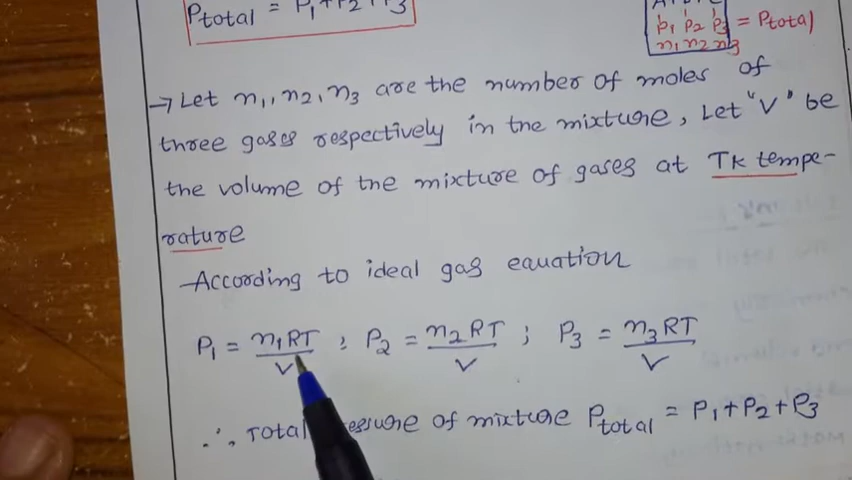 Ptotal = P1+P2+P3
P1 P2 P3 = Ptotal
n1 n2 n3
→ Let n1, n2, n3 are the number of moles of
three gases respectively in the mixture, Let "V" be
the volume of the mixture of gases at TK tempe-
rature
According to ideal gas equation
P1 = n1RT/V ; P2 = n2RT/V ; P3 = n3RT/V
∴ Total pressure of mixture Ptotal = P1+P2+P3